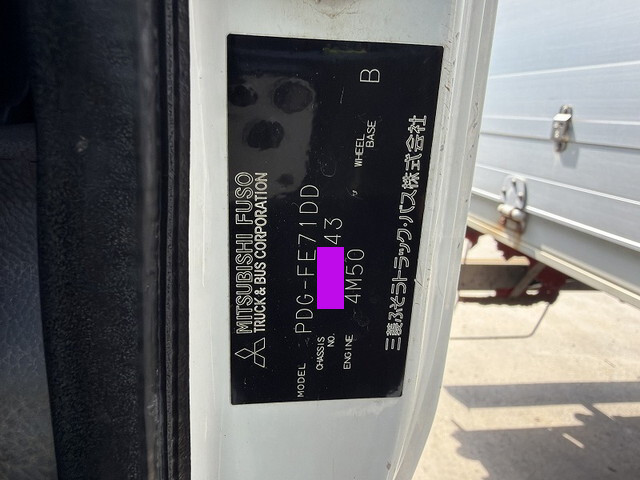 MITSUBISHI FUSO
TRUCK & BUS CORPORATION
MODEL PDG-FE71DD
CHASSIS NO. 43
ENGINE 4M50 WHEEL BASE B
三菱ふそうトラック・バス株式会社